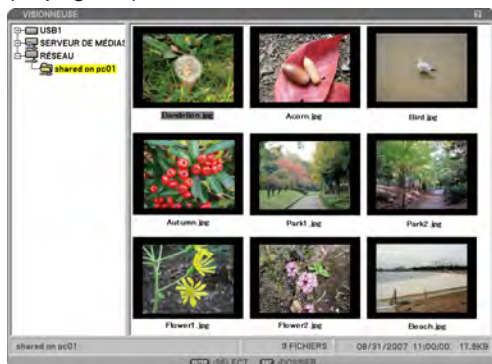 VISIONNEUSE
USB1
SERVEUR DE MÉDIAS
RÉSEAU
shared on pc01
Dandelion.jpg
Acorn.jpg
Bird.jpg
Autumn.jpg
Park1.jpg
Park2.jpg
Flower1.jpg
Flower2.jpg
Beach.jpg
shared on pc01
9 FICHIERS
08/31/2007 11:00:00
17.9KB
:SELECT
:DOSSIER